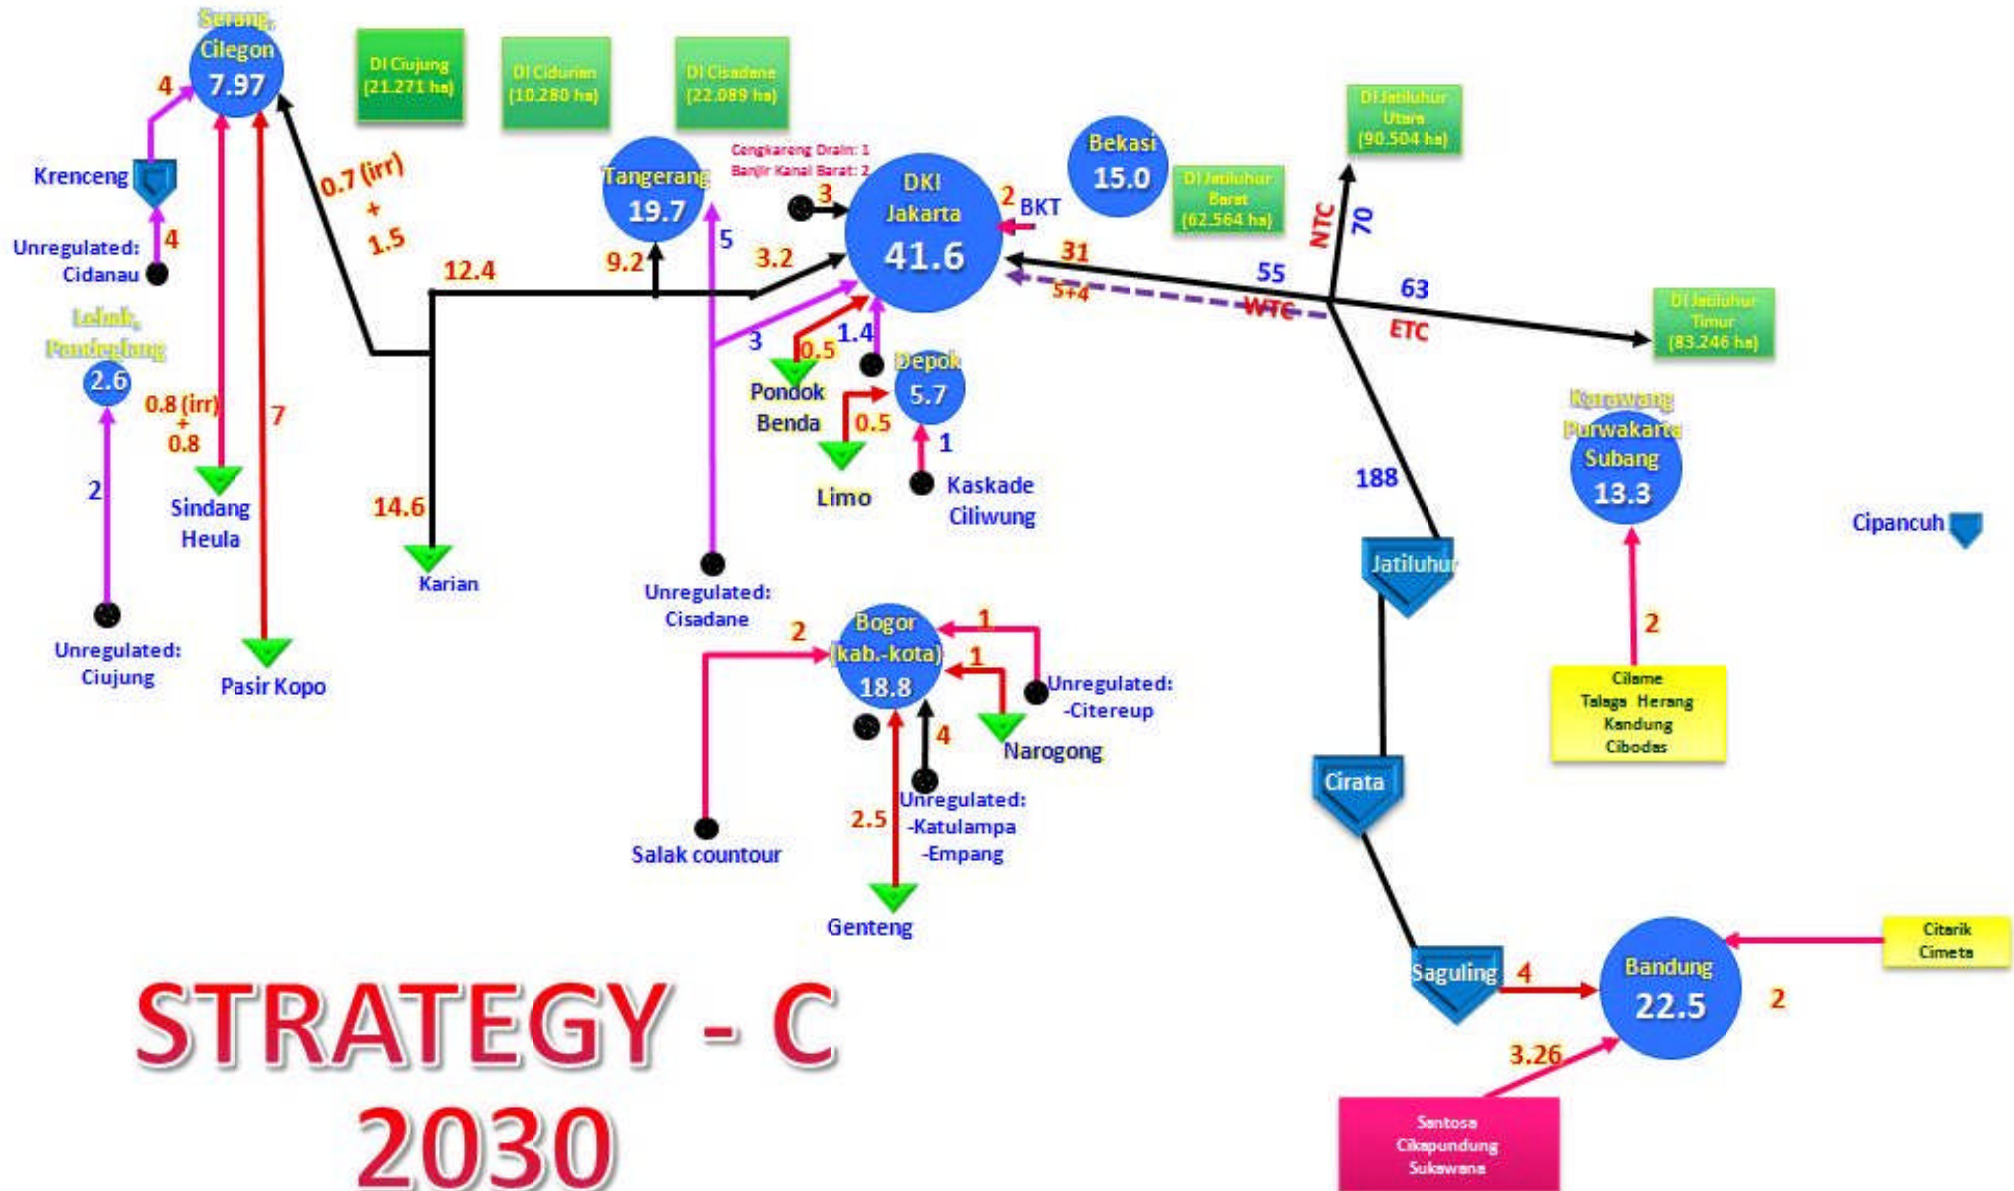 Serang,
Cilegon
7.97
4
Krenceng
4
Unregulated:
Cidanau
Lebak,
Pandeglang
2.6
2
Unregulated:
Ciujung
0.8 (irr)
+
0.8
Sindang
Heula
7
Pasir Kopo
DI Ciujung
(21.271 ha)
DI Cidurian
(10.280 ha)
DI Cisadane
(22.089 ha)
0.7 (irr)
+
1.5
12.4
14.6
Karian
Tangerang
19.7
9.2
5
3.2
Cengkareng Drain: 1
Banjir Kanal Barat: 2
3
DKI
Jakarta
41.6
2
BKT
3
0.5
1.4
Pondok
Benda
Depok
5.7
0.5
1
Limo
Kaskade
Ciliwung
Unregulated:
Cisadane
Bekasi
15.0
DI Jatiluhur
Barat
(62.564 ha)
DI Jatiluhur
Utara
(90.504 ha)
NTC
70
31
55
5+4
WTC
63
ETC
DI Jatiluhur
Timur
(83.246 ha)
188
Jatiluhur
Cirata
Saguling
Karawang
Purwakarta
Subang
13.3
2
Cilame
Talaga Herang
Kandung
Cibodas
Cipancuh
Bogor
(kab.-kota)
18.8
2
1
1
Unregulated:
-Citereup
Narogong
4
Unregulated:
-Katulampa
-Empang
2.5
Salak countour
Genteng
4
Bandung
22.5
Citarik
Cimeta
2
3.26
Santosa
Cikapundung
Sukawana
STRATEGY - C
2030